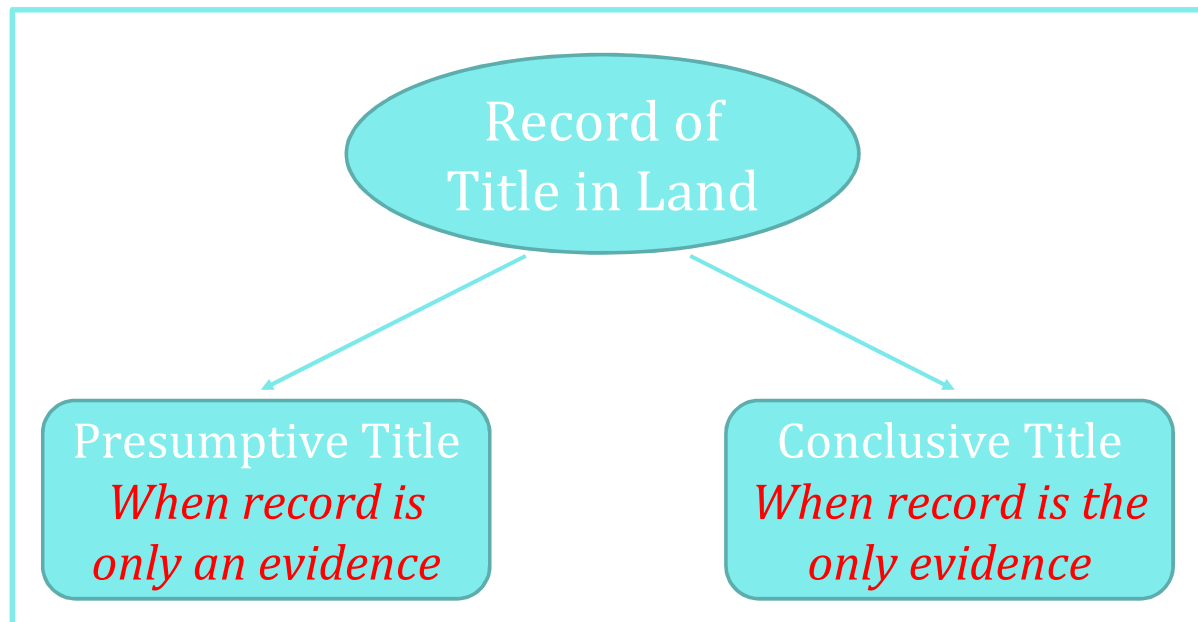 Record of
Title in Land
Presumptive Title
When record is
only an evidence
Conclusive Title
When record is the
only evidence